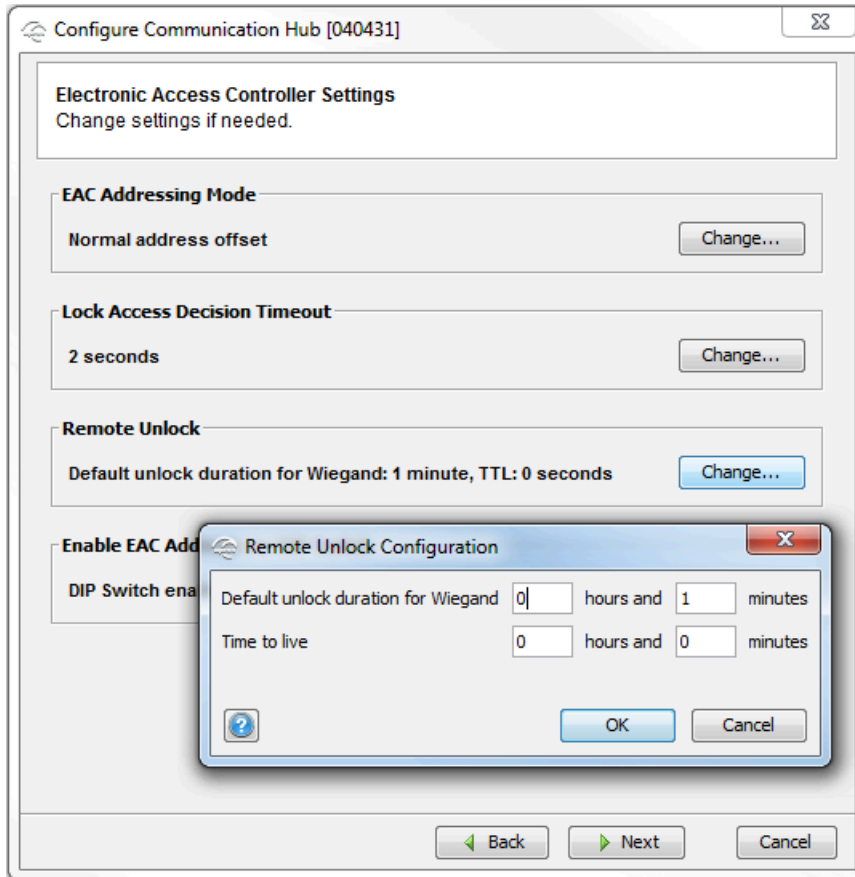 Configure Communication Hub [040431]
Electronic Access Controller Settings
Change settings if needed.
EAC Addressing Mode
Normal address offset
Change...
Lock Access Decision Timeout
2 seconds
Change...
Remote Unlock
Default unlock duration for Wiegand: 1 minute, TTL: 0 seconds
Change...
Enable EAC Add
DIP Switch ena
Remote Unlock Configuration
Default unlock duration for Wiegand 0 hours and 1 minutes
Time to live 0 hours and 0 minutes
?
OK Cancel
Back Next Cancel